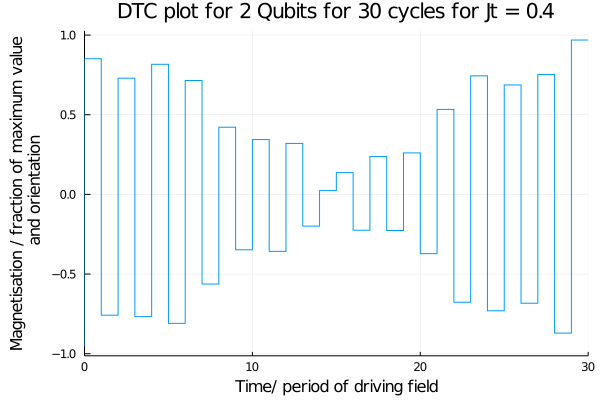 DTC plot for 2 Qubits for 30 cycles for Jt = 0.4
Magnetisation / fraction of maximum value
and orientation
1.0
0.5
0.0
−0.5
−1.0
0
10
20
30
Time/ period of driving field